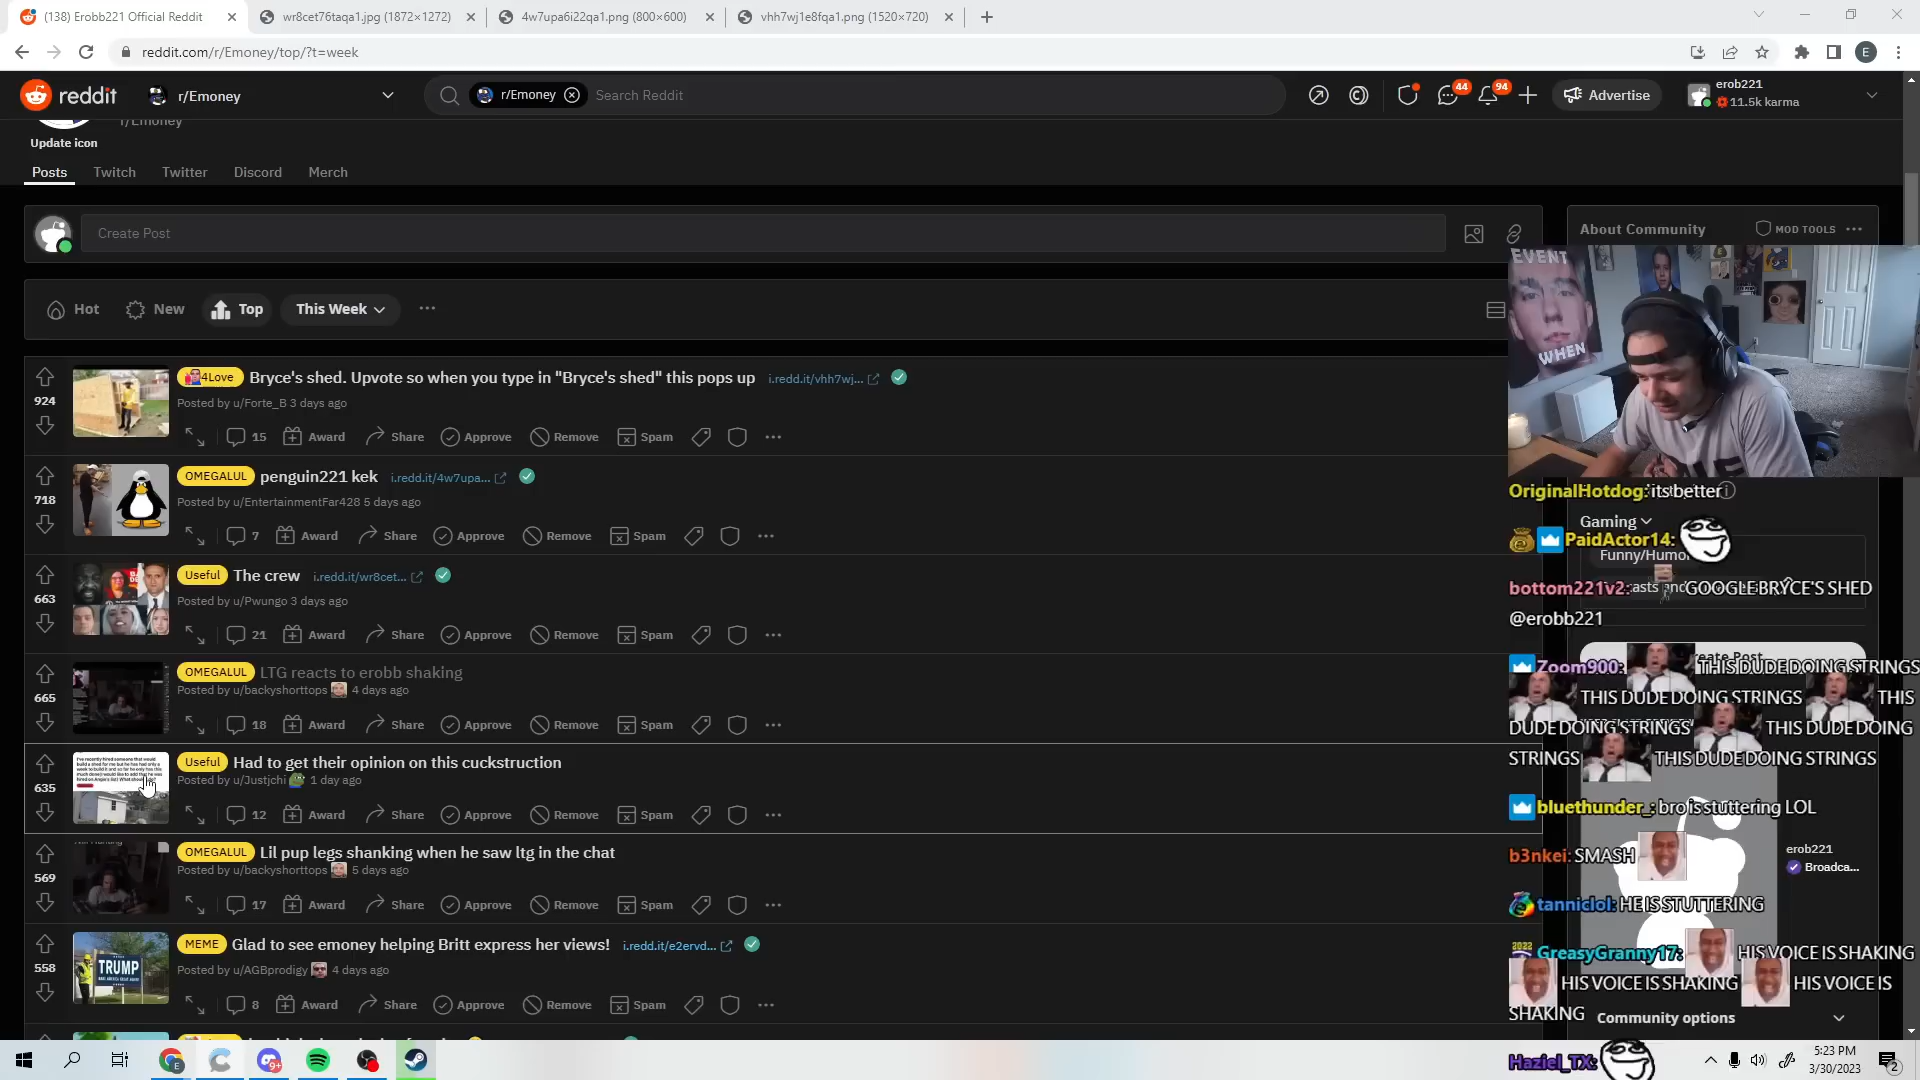 (138) Erobb221 Official Reddit
wr8cet76taqa1.jpg (1872×1272)
4w7upa6i22qa1.png (800×600)
vhh7wj1e8fqa1.png (1520×720)
reddit.com/r/Emoney/top/?t=week
E
reddit
r/Emoney
r/Emoney
Search Reddit
44
94
Advertise
erob221
11.5k karma
r/Emoney
Update icon
Posts Twitch Twitter Discord Merch
Create Post
About Community
MOD TOOLS
Hot New Top This Week
EVENT
WHEN
924
4Love Bryce's shed. Upvote so when you type in "Bryce's shed" this pops up i.redd.it/vhh7wj...
Posted by u/Forte_B 3 days ago
15 Award Share Approve Remove Spam
718
OMEGALUL penguin221 kek i.redd.it/4w7upa...
Posted by u/EntertainmentFar428 5 days ago
7 Award Share Approve Remove Spam
663
Useful The crew i.redd.it/wr8cet...
Posted by u/Pwungo 3 days ago
21 Award Share Approve Remove Spam
665
OMEGALUL LTG reacts to erobb shaking
Posted by u/backyshorttops 4 days ago
18 Award Share Approve Remove Spam
635
Useful Had to get their opinion on this cuckstruction
Posted by u/Justjchi 1 day ago
12 Award Share Approve Remove Spam
569
OMEGALUL Lil pup legs shanking when he saw ltg in the chat
Posted by u/backyshorttops 5 days ago
17 Award Share Approve Remove Spam
558
TRUMP
MEME Glad to see emoney helping Britt express her views! i.redd.it/e2ervd...
Posted by u/AGBprodigy 4 days ago
8 Award Share Approve Remove Spam
OriginalHotdog: its better
Gaming
PaidActor14:
Funny/Humor
bottom221v2: GOOGLE BRYCE'S SHED
@erobb221
Zoom900: THIS DUDE DOING STRINGS
THIS DUDE DOING STRINGS THIS
DUDE DOING STRINGS THIS DUDE DOING
STRINGS THIS DUDE DOING STRINGS
bluethunder_: bro is stuttering LOL
b3nkei: SMASH
erob221
Broadca...
tanniclol: HE IS STUTTERING
2022 GreasyGranny17: HIS VOICE IS SHAKING
HIS VOICE IS SHAKING HIS VOICE IS
SHAKING
Community options
Haziel_TX:
9+
5:23 PM
3/30/2023
2